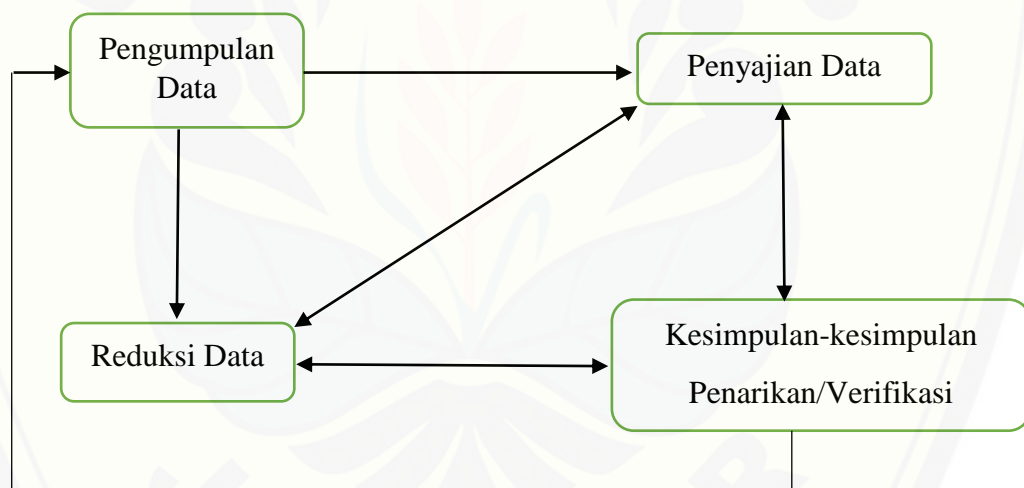 Pengumpulan
Data
Penyajian Data
Reduksi Data
Kesimpulan-kesimpulan
Penarikan/Verifikasi